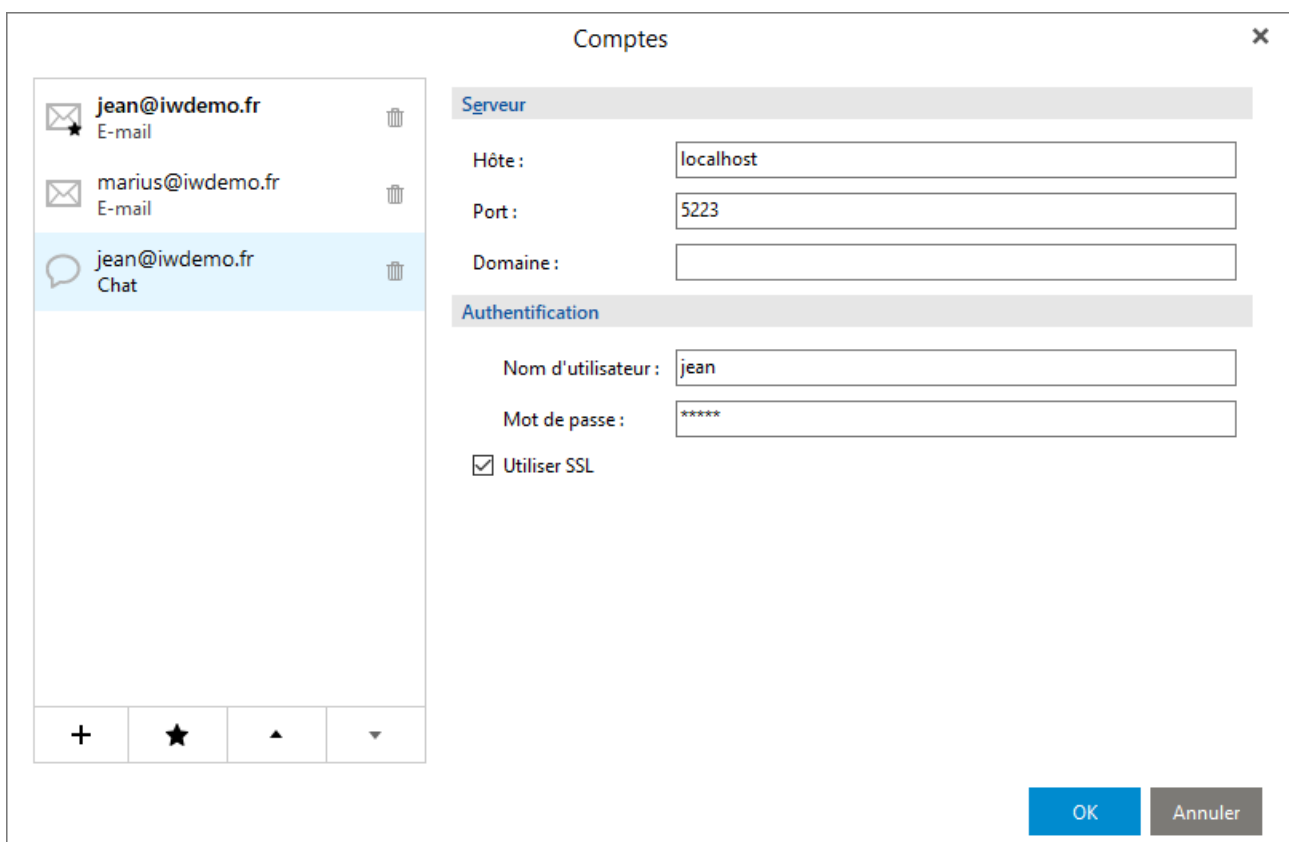 Comptes
jean@iwdemo.fr
E-mail
marius@iwdemo.fr
E-mail
jean@iwdemo.fr
Chat
Serveur
Hôte : localhost
Port : 5223
Domaine :
Authentification
Nom d'utilisateur : jean
Mot de passe : *****
Utiliser SSL
OK Annuler